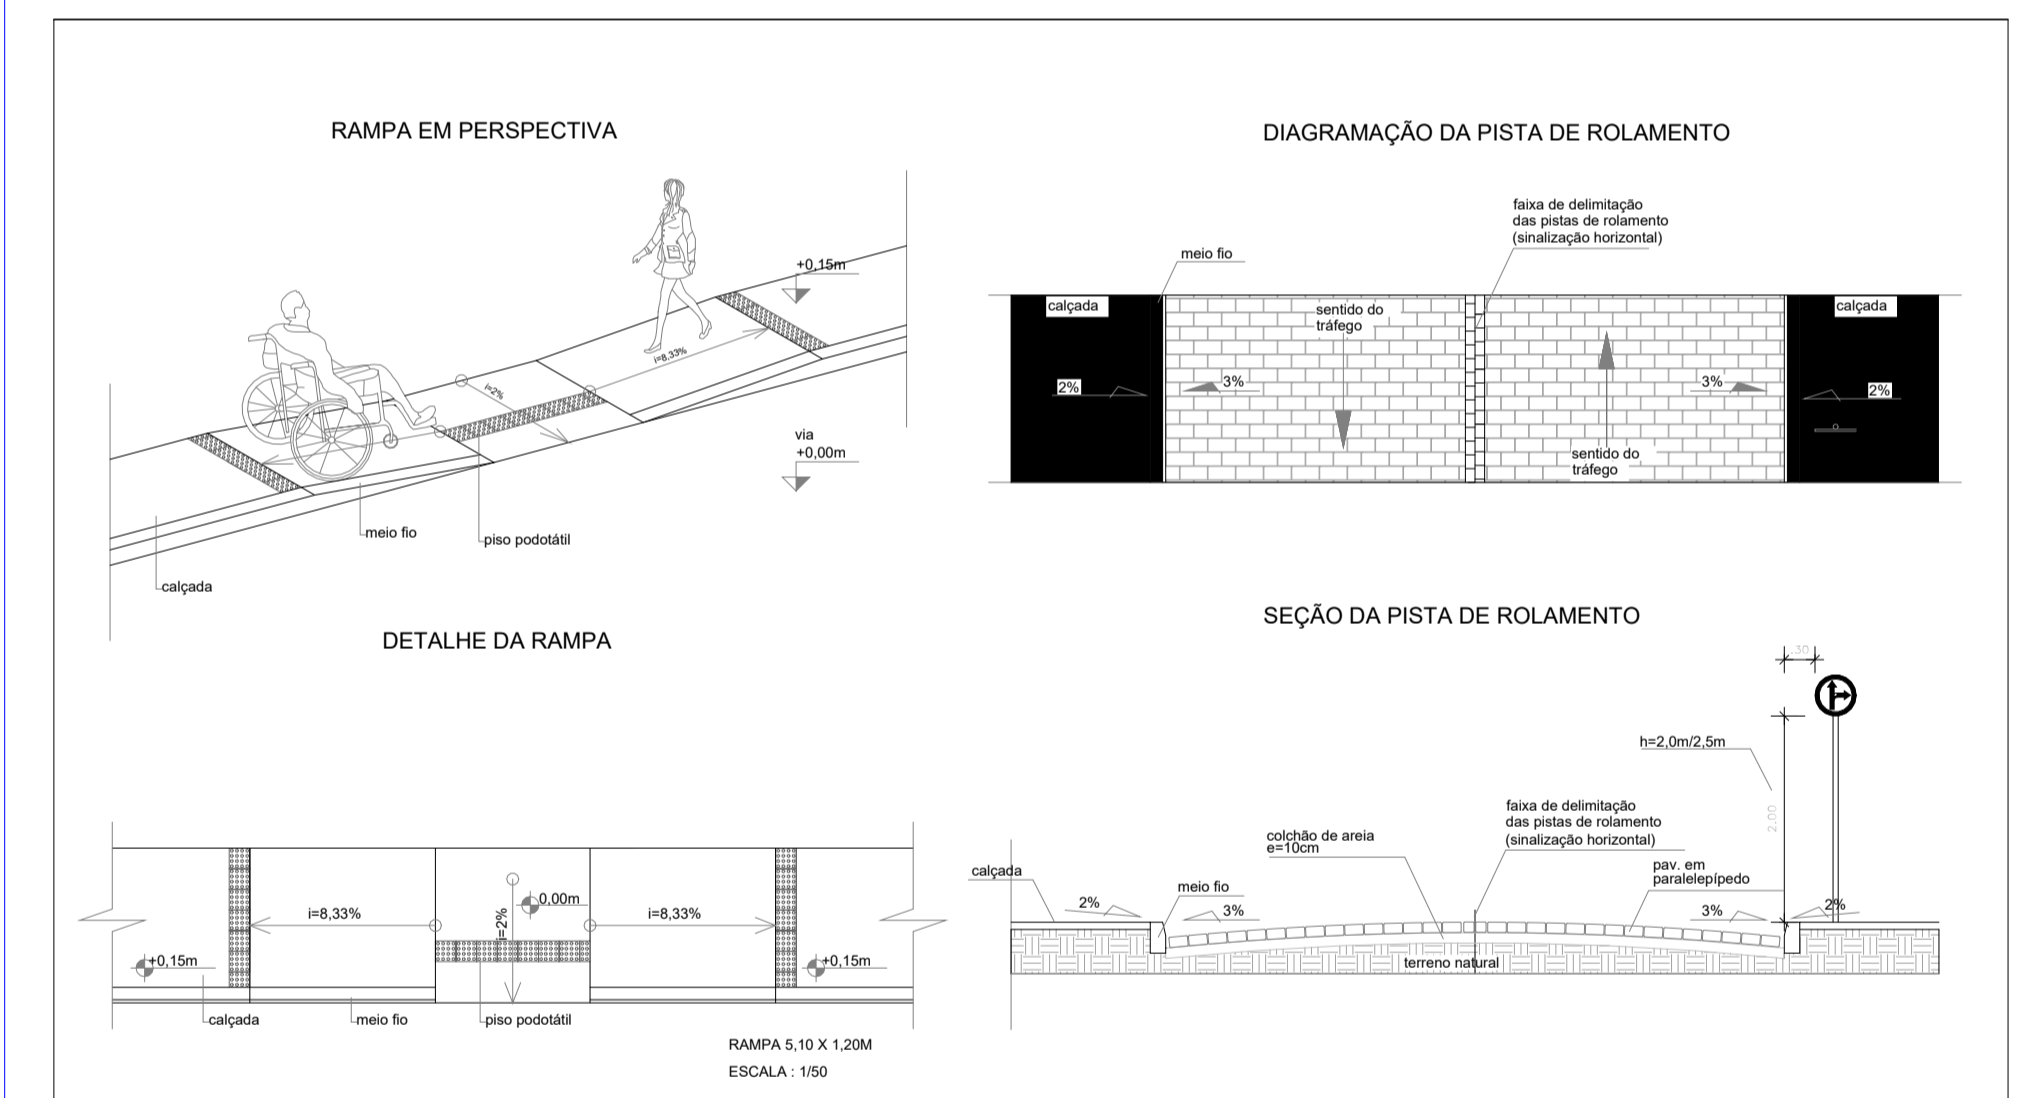 RAMPA EM PERSPECTIVA
+0,15m
i=8,33%
i=2%
via
+0,00m
meio fio
piso podotátil
calçada
DETALHE DA RAMPA
i=8,33%
i=2%
0,00m
i=8,33%
+0,15m
+0,15m
calçada
meio fio
piso podotátil
RAMPA 5,10 X 1,20M
ESCALA : 1/50
DIAGRAMAÇÃO DA PISTA DE ROLAMENTO
faixa de delimitação
das pistas de rolamento
(sinalização horizontal)
meio fio
calçada
sentido do
tráfego
calçada
2%
3%
3%
2%
sentido do
tráfego
SEÇÃO DA PISTA DE ROLAMENTO
.30
h=2,0m/2,5m
2.00
faixa de delimitação
das pistas de rolamento
(sinalização horizontal)
colchão de areia
e=10cm
pav. em
paralelepípedo
calçada
meio fio
2%
3%
3%
2%
terreno natural